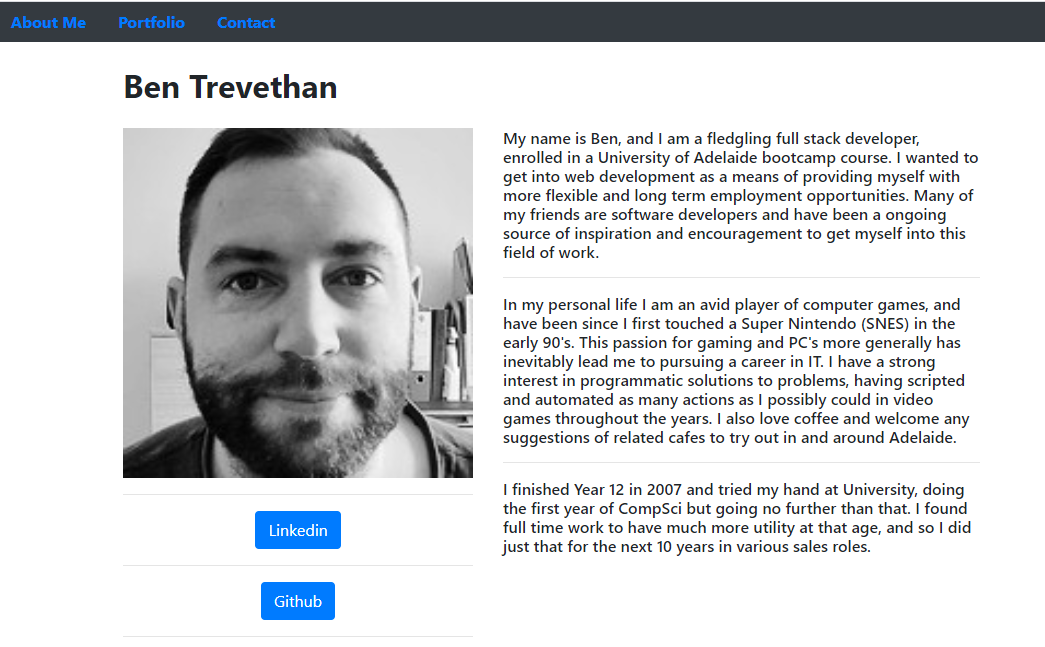 About Me Portfolio Contact
Ben Trevethan
My name is Ben, and I am a fledgling full stack developer,
enrolled in a University of Adelaide bootcamp course. I wanted to
get into web development as a means of providing myself with
more flexible and long term employment opportunities. Many of
my friends are software developers and have been a ongoing
source of inspiration and encouragement to get myself into this
field of work.
In my personal life I am an avid player of computer games, and
have been since I first touched a Super Nintendo (SNES) in the
early 90's. This passion for gaming and PC's more generally has
inevitably lead me to pursuing a career in IT. I have a strong
interest in programmatic solutions to problems, having scripted
and automated as many actions as I possibly could in video
games throughout the years. I also love coffee and welcome any
suggestions of related cafes to try out in and around Adelaide.
I finished Year 12 in 2007 and tried my hand at University, doing
the first year of CompSci but going no further than that. I found
full time work to have much more utility at that age, and so I did
just that for the next 10 years in various sales roles.
Linkedin
Github